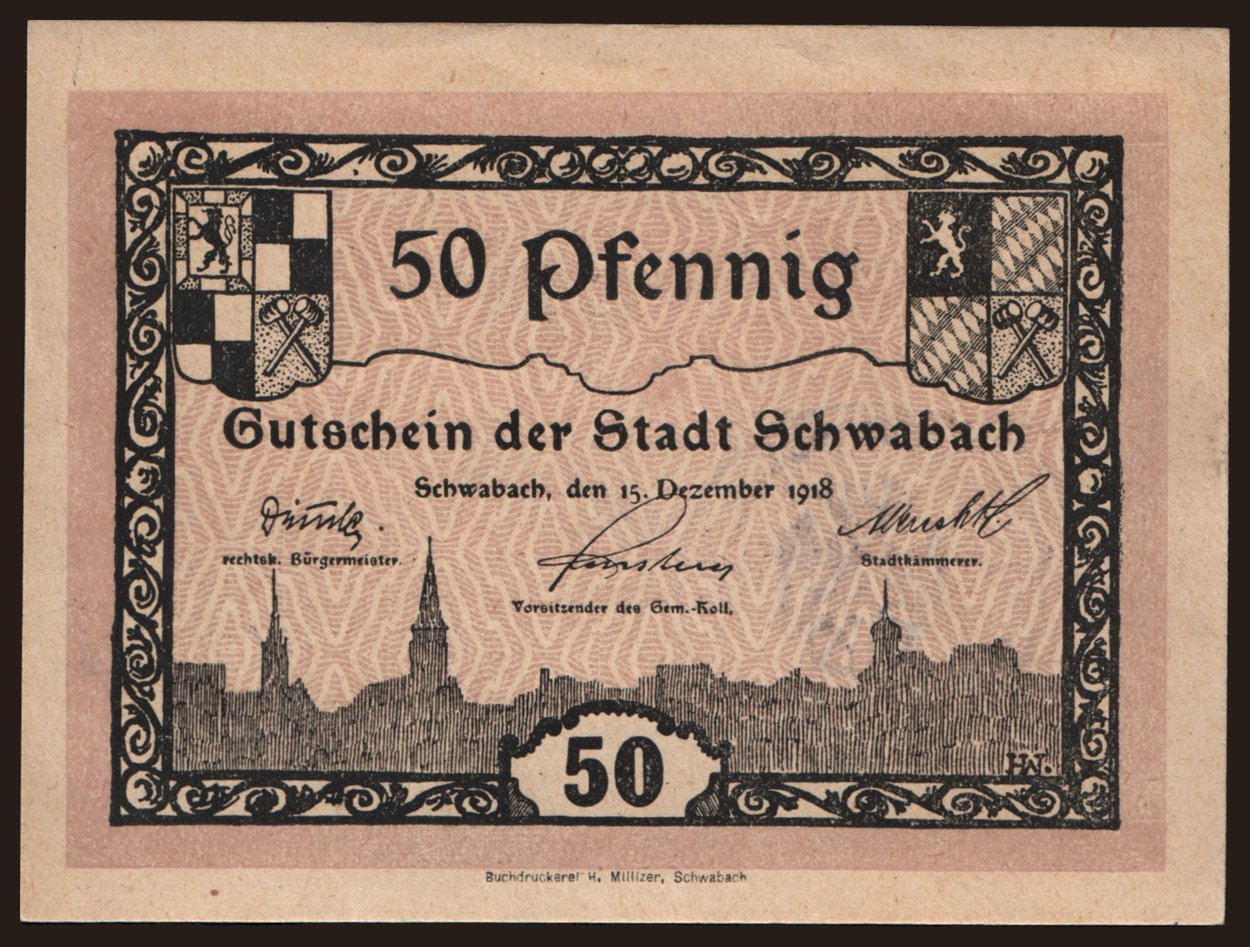 50 Pfennig
Gutschein der Stadt Schwabach
Schwabach, den 15. Dezember 1918
rechtsk. Bürgermeister.
Stadtkämmerer.
Vorsitzender des Gem.-Koll.
50
HW.
Buchdruckerei H. Millizer, Schwabach